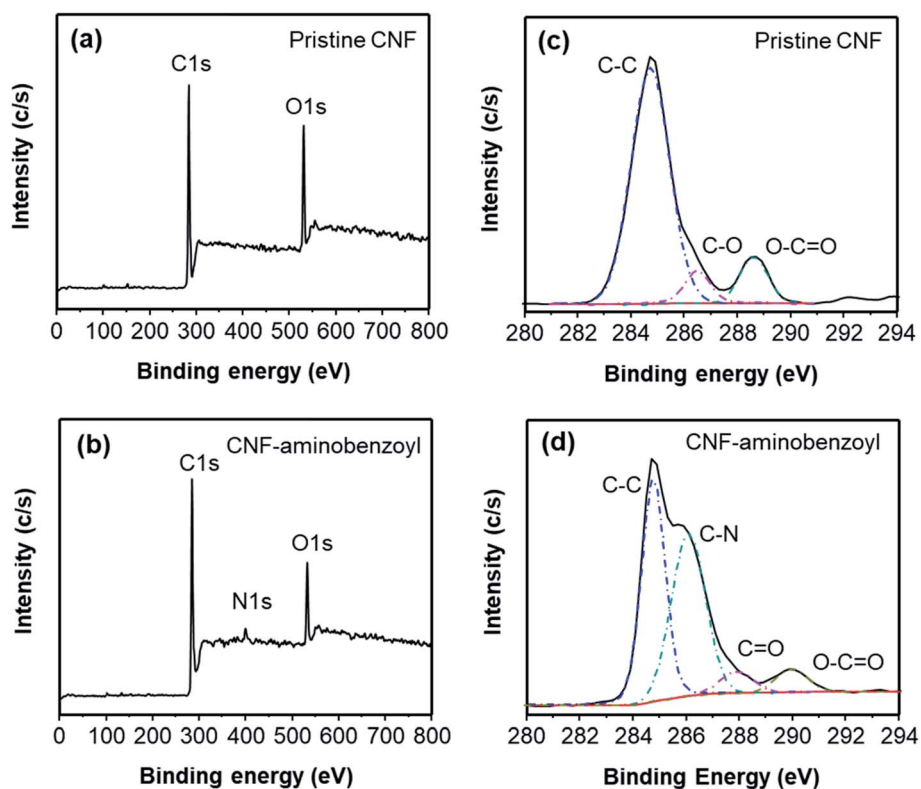 (a)
Pristine CNF
C1s
O1s
Intensity (c/s)
0 100 200 300 400 500 600 700 800
Binding energy (eV)
(c)
Pristine CNF
C-C
C-O
O-C=O
Intensity (c/s)
280 282 284 286 288 290 292 294
Binding energy (eV)
(b)
CNF-aminobenzoyl
C1s
N1s
O1s
Intensity (c/s)
0 100 200 300 400 500 600 700 800
Binding energy (eV)
(d)
CNF-aminobenzoyl
C-C
C-N
C=O
O-C=O
Intensity (c/s)
280 282 284 286 288 290 292 294
Binding Energy (eV)